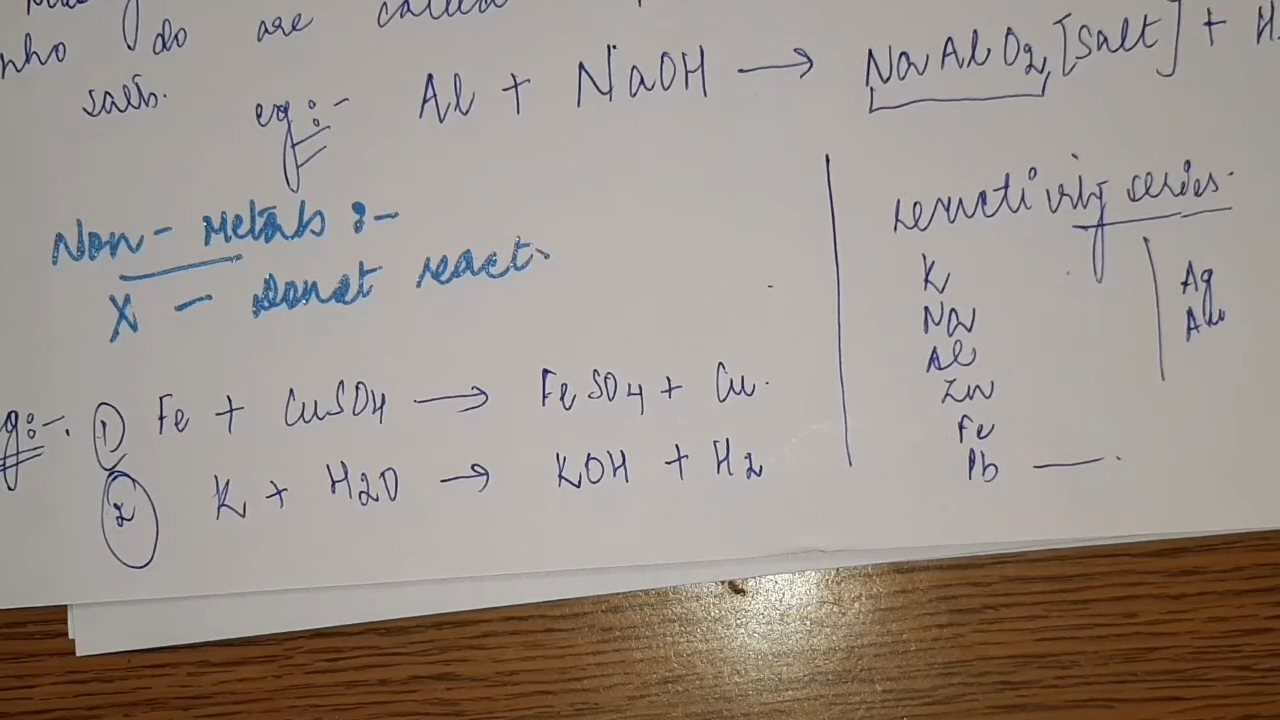 who do are called
salts.
eg:- Al + NaOH → NaAlO2 [salt] + H
Non-Metals :-
X - Donot react.
reactivity series.
K
Na
Al
Zn
Fe
Pb —
Ag
Au
g:-. 1 Fe + CuSO4 → FeSO4 + Cu.
2 K + H2O → KOH + H2